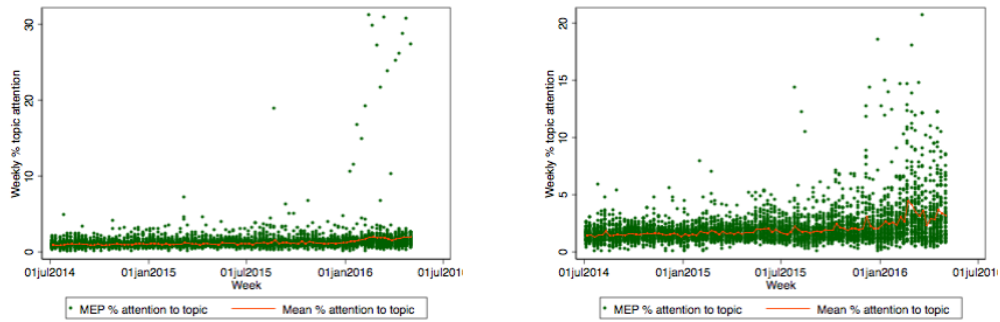 Weekly % topic attention
30
20
10
0
01jul2014 01jan2015 01jul2015 01jan2016 01jul2016
Week
MEP % attention to topic Mean % attention to topic
Weekly % topic attention
20
15
10
5
0
01jul2014 01jan2015 01jul2015 01jan2016 01jul2016
Week
MEP % attention to topic Mean % attention to topic